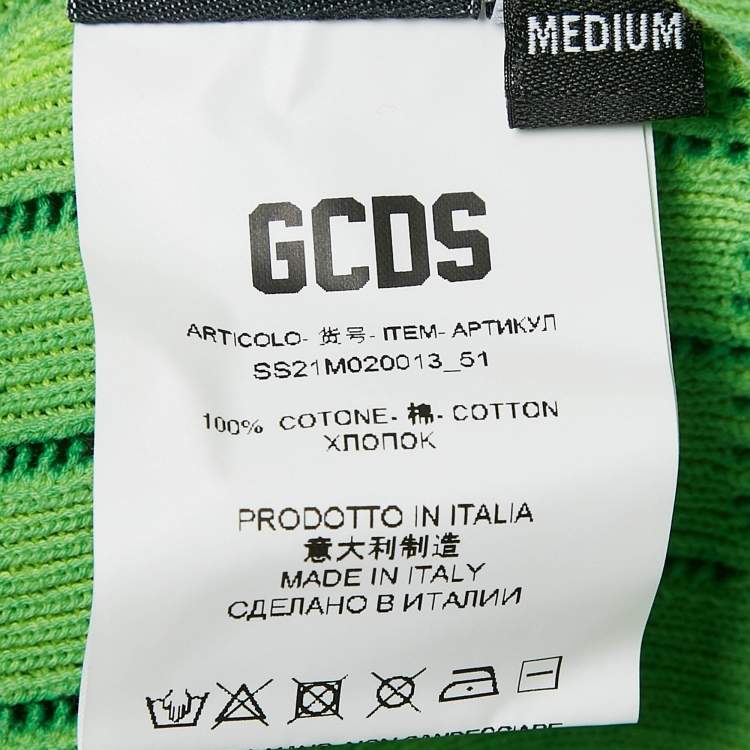 MEDIUM
GCDS
ARTICOLO- 货号- ITEM- АРТИКУЛ
SS21M020013_51
100% COTONE- 棉- COTTON
ХЛОПОК
PRODOTTO IN ITALIA
意大利制造
MADE IN ITALY
СДЕЛАНО В ИТАЛИИ